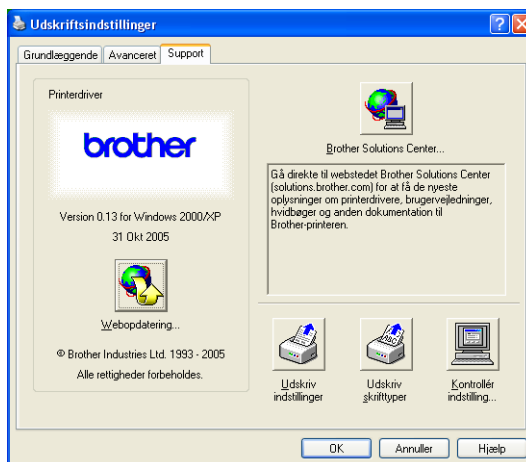 Udskriftsindstillinger
Grundlæggende
Avanceret
Support
Printerdriver
brother
Version 0.13 for Windows 2000/XP
31 Okt 2005
Webopdatering...
© Brother Industries Ltd. 1993 - 2005
Alle rettigheder forbeholdes.
Brother Solutions Center...
Gå direkte til webstedet Brother Solutions Center
(solutions.brother.com) for at få de nyeste
oplysninger om printerdrivere, brugervejledninger,
hvidbøger og anden dokumentation til
Brother-printeren.
Udskriv
indstillinger
Udskriv
skrifttyper
Kontrollér
indstilling...
OK
Annuller
Hjælp